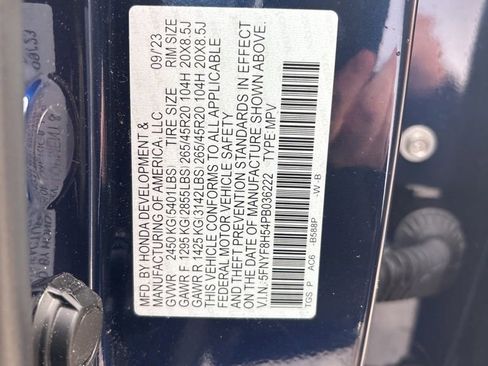 MFD. BY HONDA DEVELOPMENT & 09/23
MANUFACTURING OF AMERICA, LLC
TIRE SIZE RIM SIZE
GVWR 2450 KG(5401LBS)
GAWR F 1295 KG(2855LBS) 265/45R20 104H 20X8.5J
GAWR R 1425 KG(3142LBS) 265/45R20 104H 20X8.5J
THIS VEHICLE CONFORMS TO ALL APPLICABLE
FEDERAL MOTOR VEHICLE SAFETY
AND THEFT PREVENTION STANDARDS IN EFFECT
ON THE DATE OF MANUFACTURE SHOWN ABOVE.
V.I.N. 5FNYF8H54PB036222 TYPE MPV
TGS P AC6 -B588P -W -B